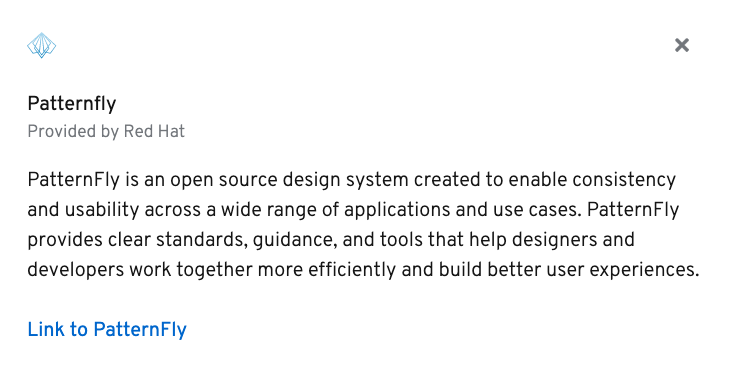 Patternfly
Provided by Red Hat
PatternFly is an open source design system created to enable consistency
and usability across a wide range of applications and use cases. PatternFly
provides clear standards, guidance, and tools that help designers and
developers work together more efficiently and build better user experiences.
Link to PatternFly